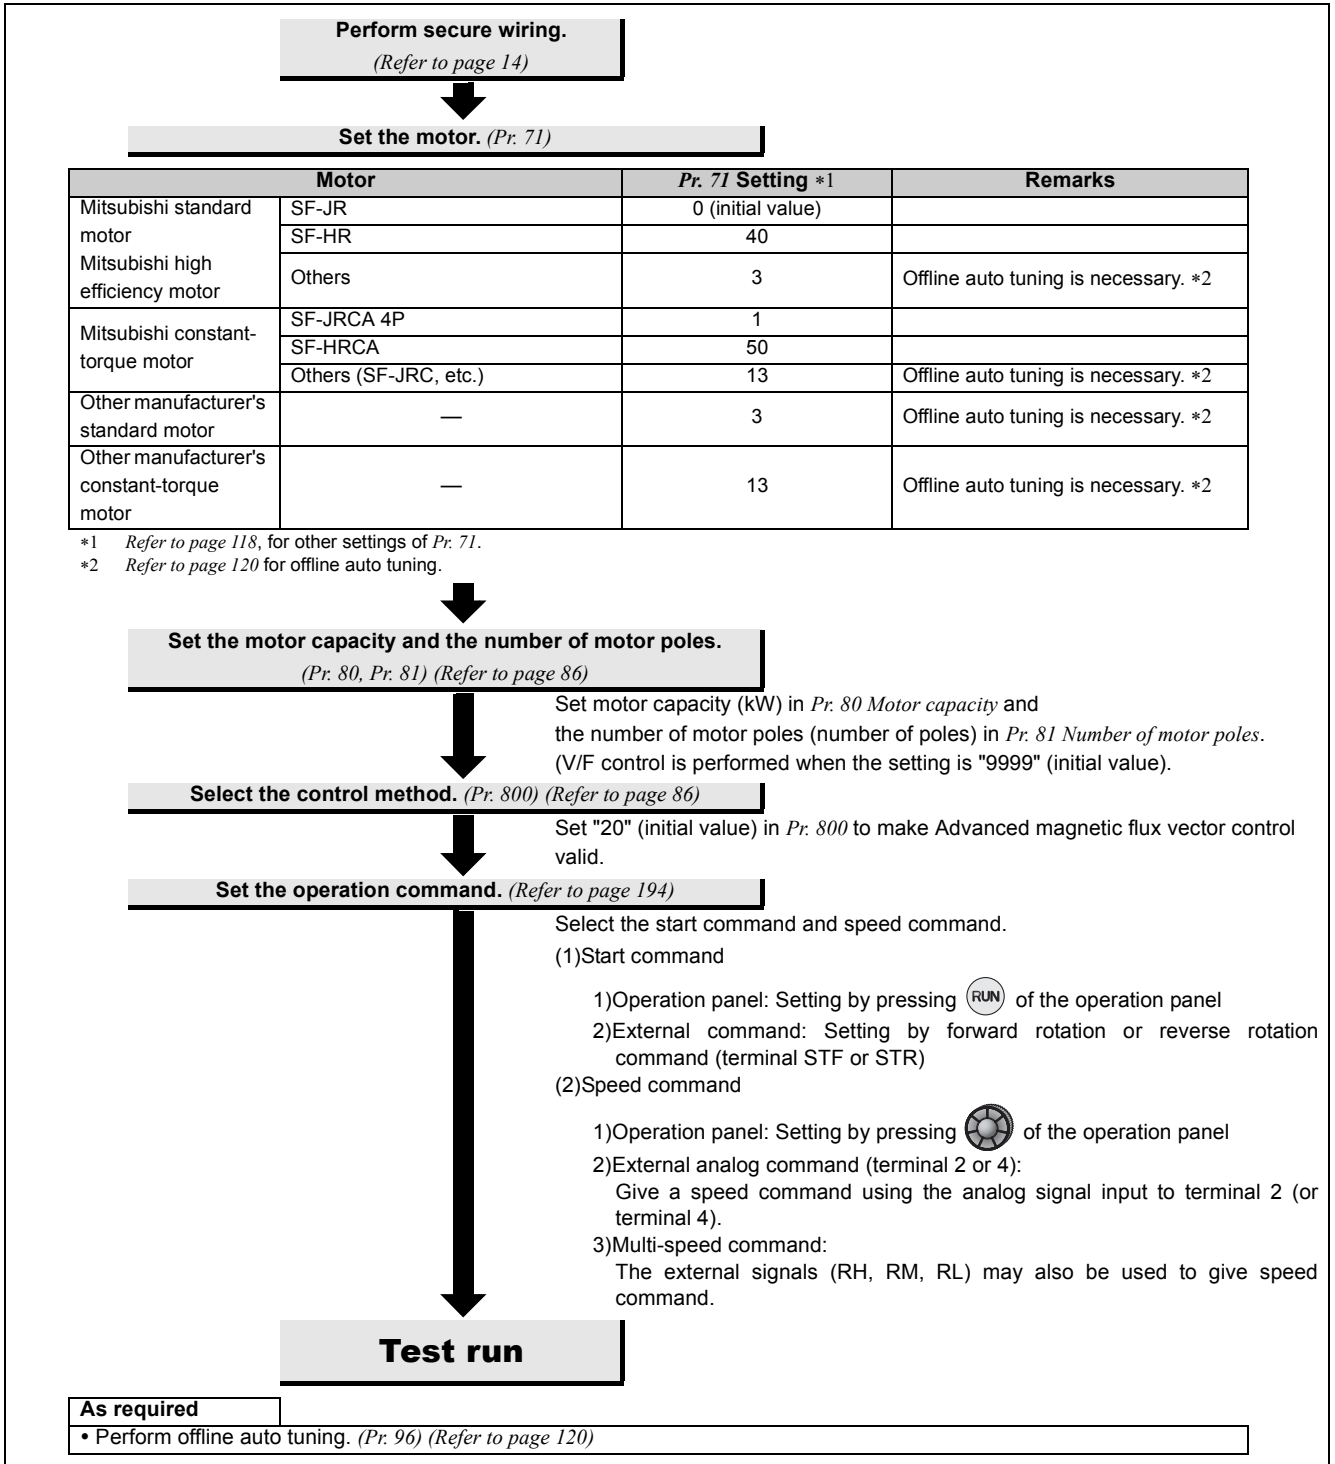 Perform secure wiring.
(Refer to page 14)
Set the motor. (Pr. 71)
Motor
Pr. 71 Setting *1
Remarks
Mitsubishi standard
motor
Mitsubishi high
efficiency motor
SF-JR
0 (initial value)
SF-HR
40
Others
3
Offline auto tuning is necessary. *2
Mitsubishi constant-
torque motor
SF-JRCA 4P
1
SF-HRCA
50
Others (SF-JRC, etc.)
13
Offline auto tuning is necessary. *2
Other manufacturer's
standard motor
—
3
Offline auto tuning is necessary. *2
Other manufacturer's
constant-torque
motor
—
13
Offline auto tuning is necessary. *2
*1 Refer to page 118, for other settings of Pr. 71.
*2 Refer to page 120 for offline auto tuning.
Set the motor capacity and the number of motor poles.
(Pr. 80, Pr. 81) (Refer to page 86)
Set motor capacity (kW) in Pr. 80 Motor capacity and
the number of motor poles (number of poles) in Pr. 81 Number of motor poles.
(V/F control is performed when the setting is "9999" (initial value).
Select the control method. (Pr. 800) (Refer to page 86)
Set "20" (initial value) in Pr. 800 to make Advanced magnetic flux vector control
valid.
Set the operation command. (Refer to page 194)
Select the start command and speed command.
(1)Start command
1)Operation panel: Setting by pressing RUN of the operation panel
2)External command: Setting by forward rotation or reverse rotation
command (terminal STF or STR)
(2)Speed command
1)Operation panel: Setting by pressing of the operation panel
2)External analog command (terminal 2 or 4):
Give a speed command using the analog signal input to terminal 2 (or
terminal 4).
3)Multi-speed command:
The external signals (RH, RM, RL) may also be used to give speed
command.
Test run
As required
• Perform offline auto tuning. (Pr. 96) (Refer to page 120)